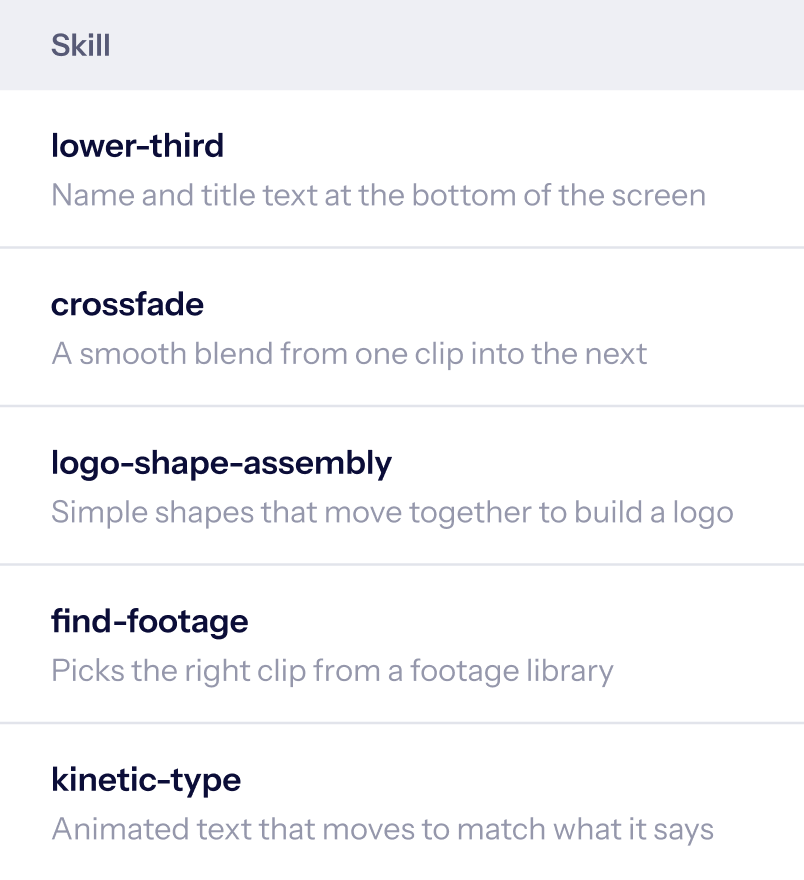 Skill
lower-third
Name and title text at the bottom of the screen
crossfade
A smooth blend from one clip into the next
logo-shape-assembly
Simple shapes that move together to build a logo
find-footage
Picks the right clip from a footage library
kinetic-type
Animated text that moves to match what it says